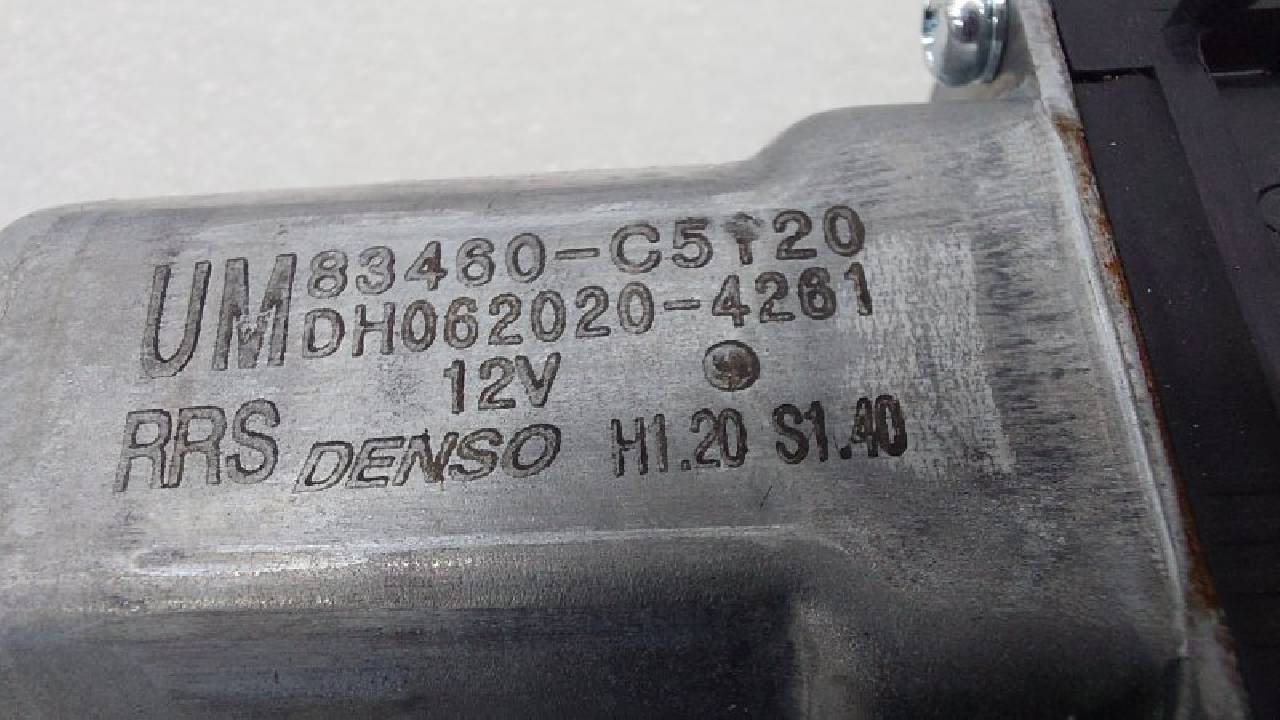 UM 83460-C5120
DH062020-4261
12V
RRS DENSO H1.20 S1.40